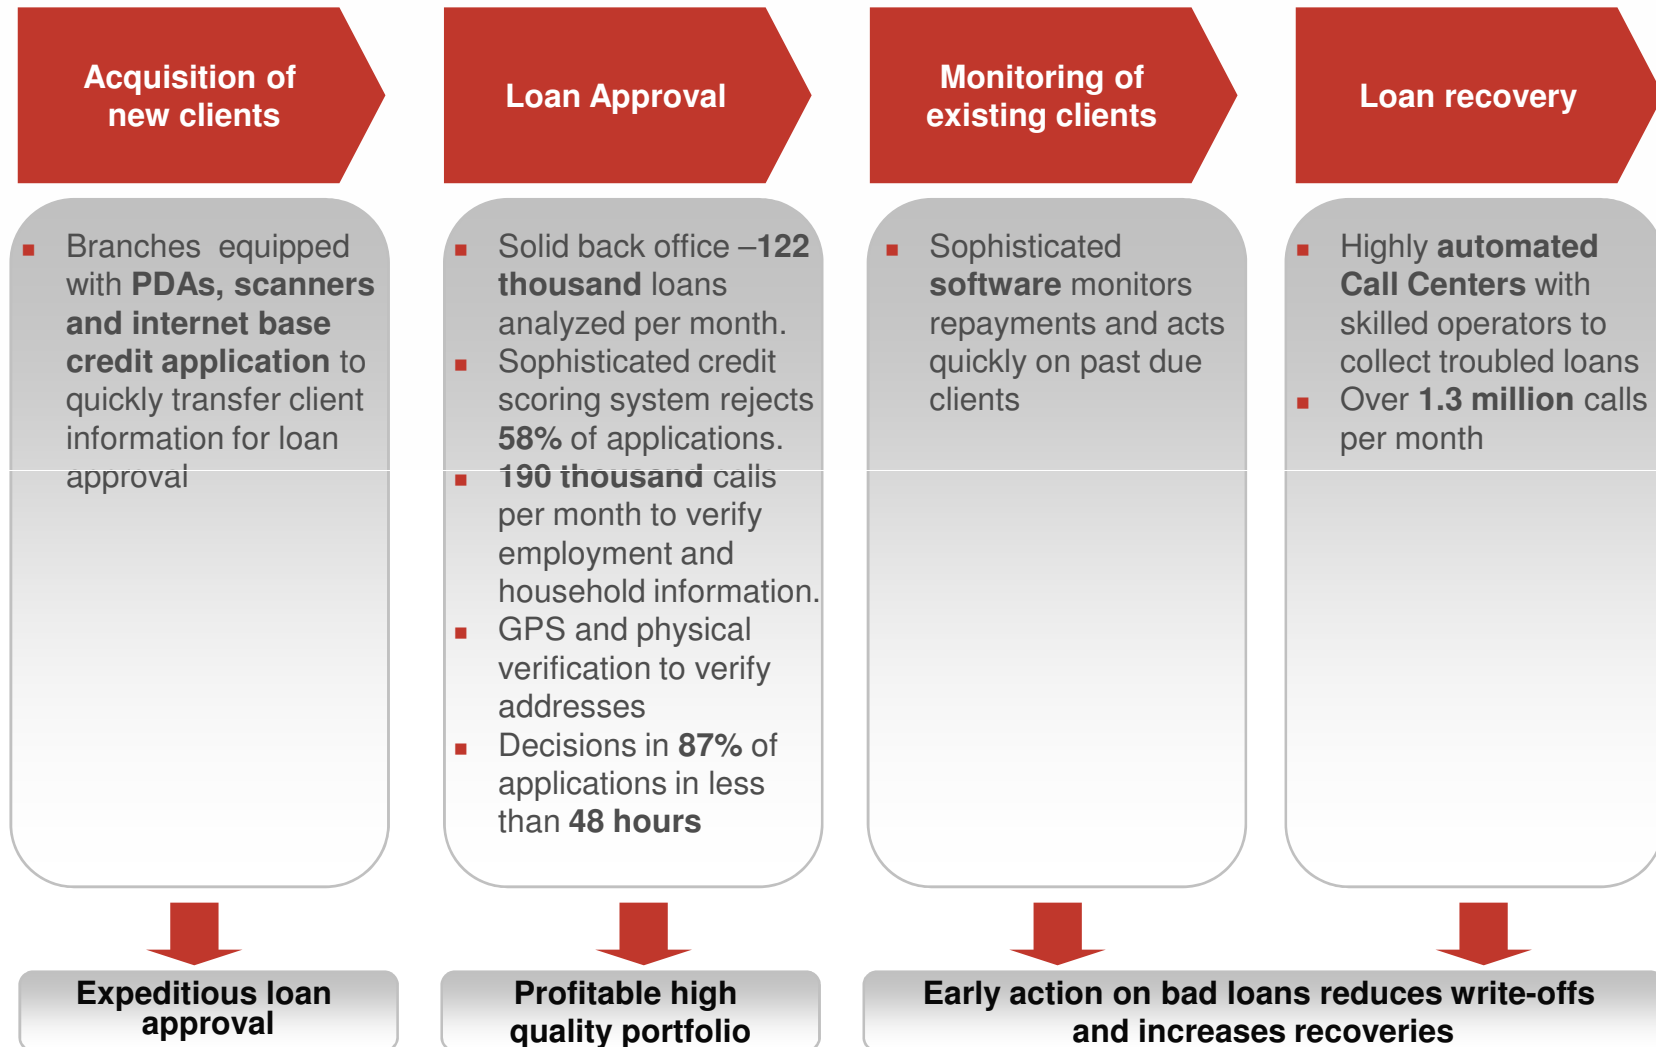 Acquisition of
new clients
Loan Approval
Monitoring of
existing clients
Loan recovery
Branches equipped
with PDAs, scanners
and internet base
credit application to
quickly transfer client
information for loan
approval
Solid back office –122
thousand loans
analyzed per month.
Sophisticated credit
scoring system rejects
58% of applications.
190 thousand calls
per month to verify
employment and
household information.
GPS and physical
verification to verify
addresses
Decisions in 87% of
applications in less
than 48 hours
Sophisticated
software monitors
repayments and acts
quickly on past due
clients
Highly automated
Call Centers with
skilled operators to
collect troubled loans
Over 1.3 million calls
per month
Expeditious loan
approval
Profitable high
quality portfolio
Early action on bad loans reduces write-offs
and increases recoveries